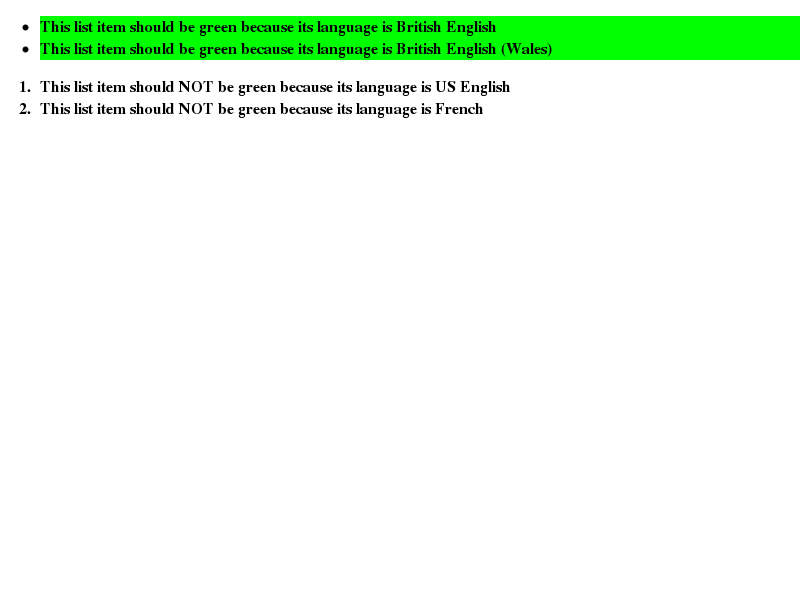 • This list item should be green because its language is British English
• This list item should be green because its language is British English (Wales)
1. This list item should NOT be green because its language is US English
2. This list item should NOT be green because its language is French